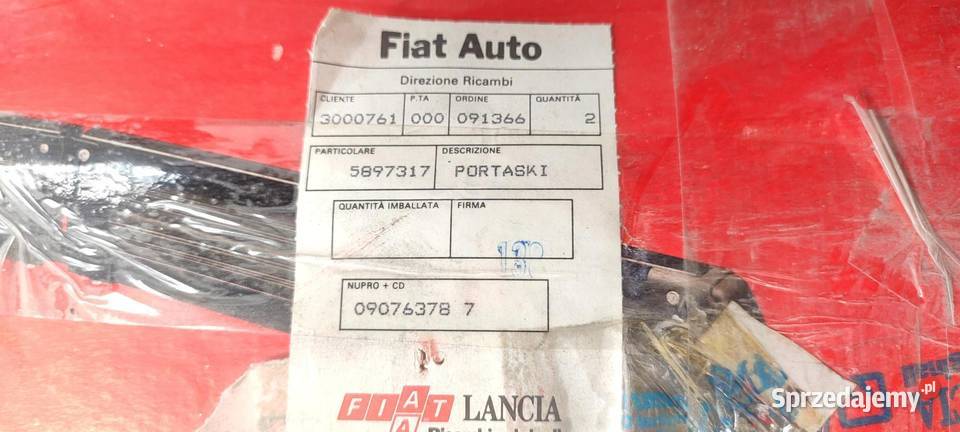 Fiat Auto
Direzione Ricambi
CLIENTE P.TA ORDINE QUANTITÀ
3000761 000 091366 2
PARTICOLARE DESCRIZIONE
5897317 PORTASKI
QUANTITÀ IMBALLATA FIRMA
NUPRO + CD
09076378 7
FIAT LANCIA
A
Sprzedajemy.pl